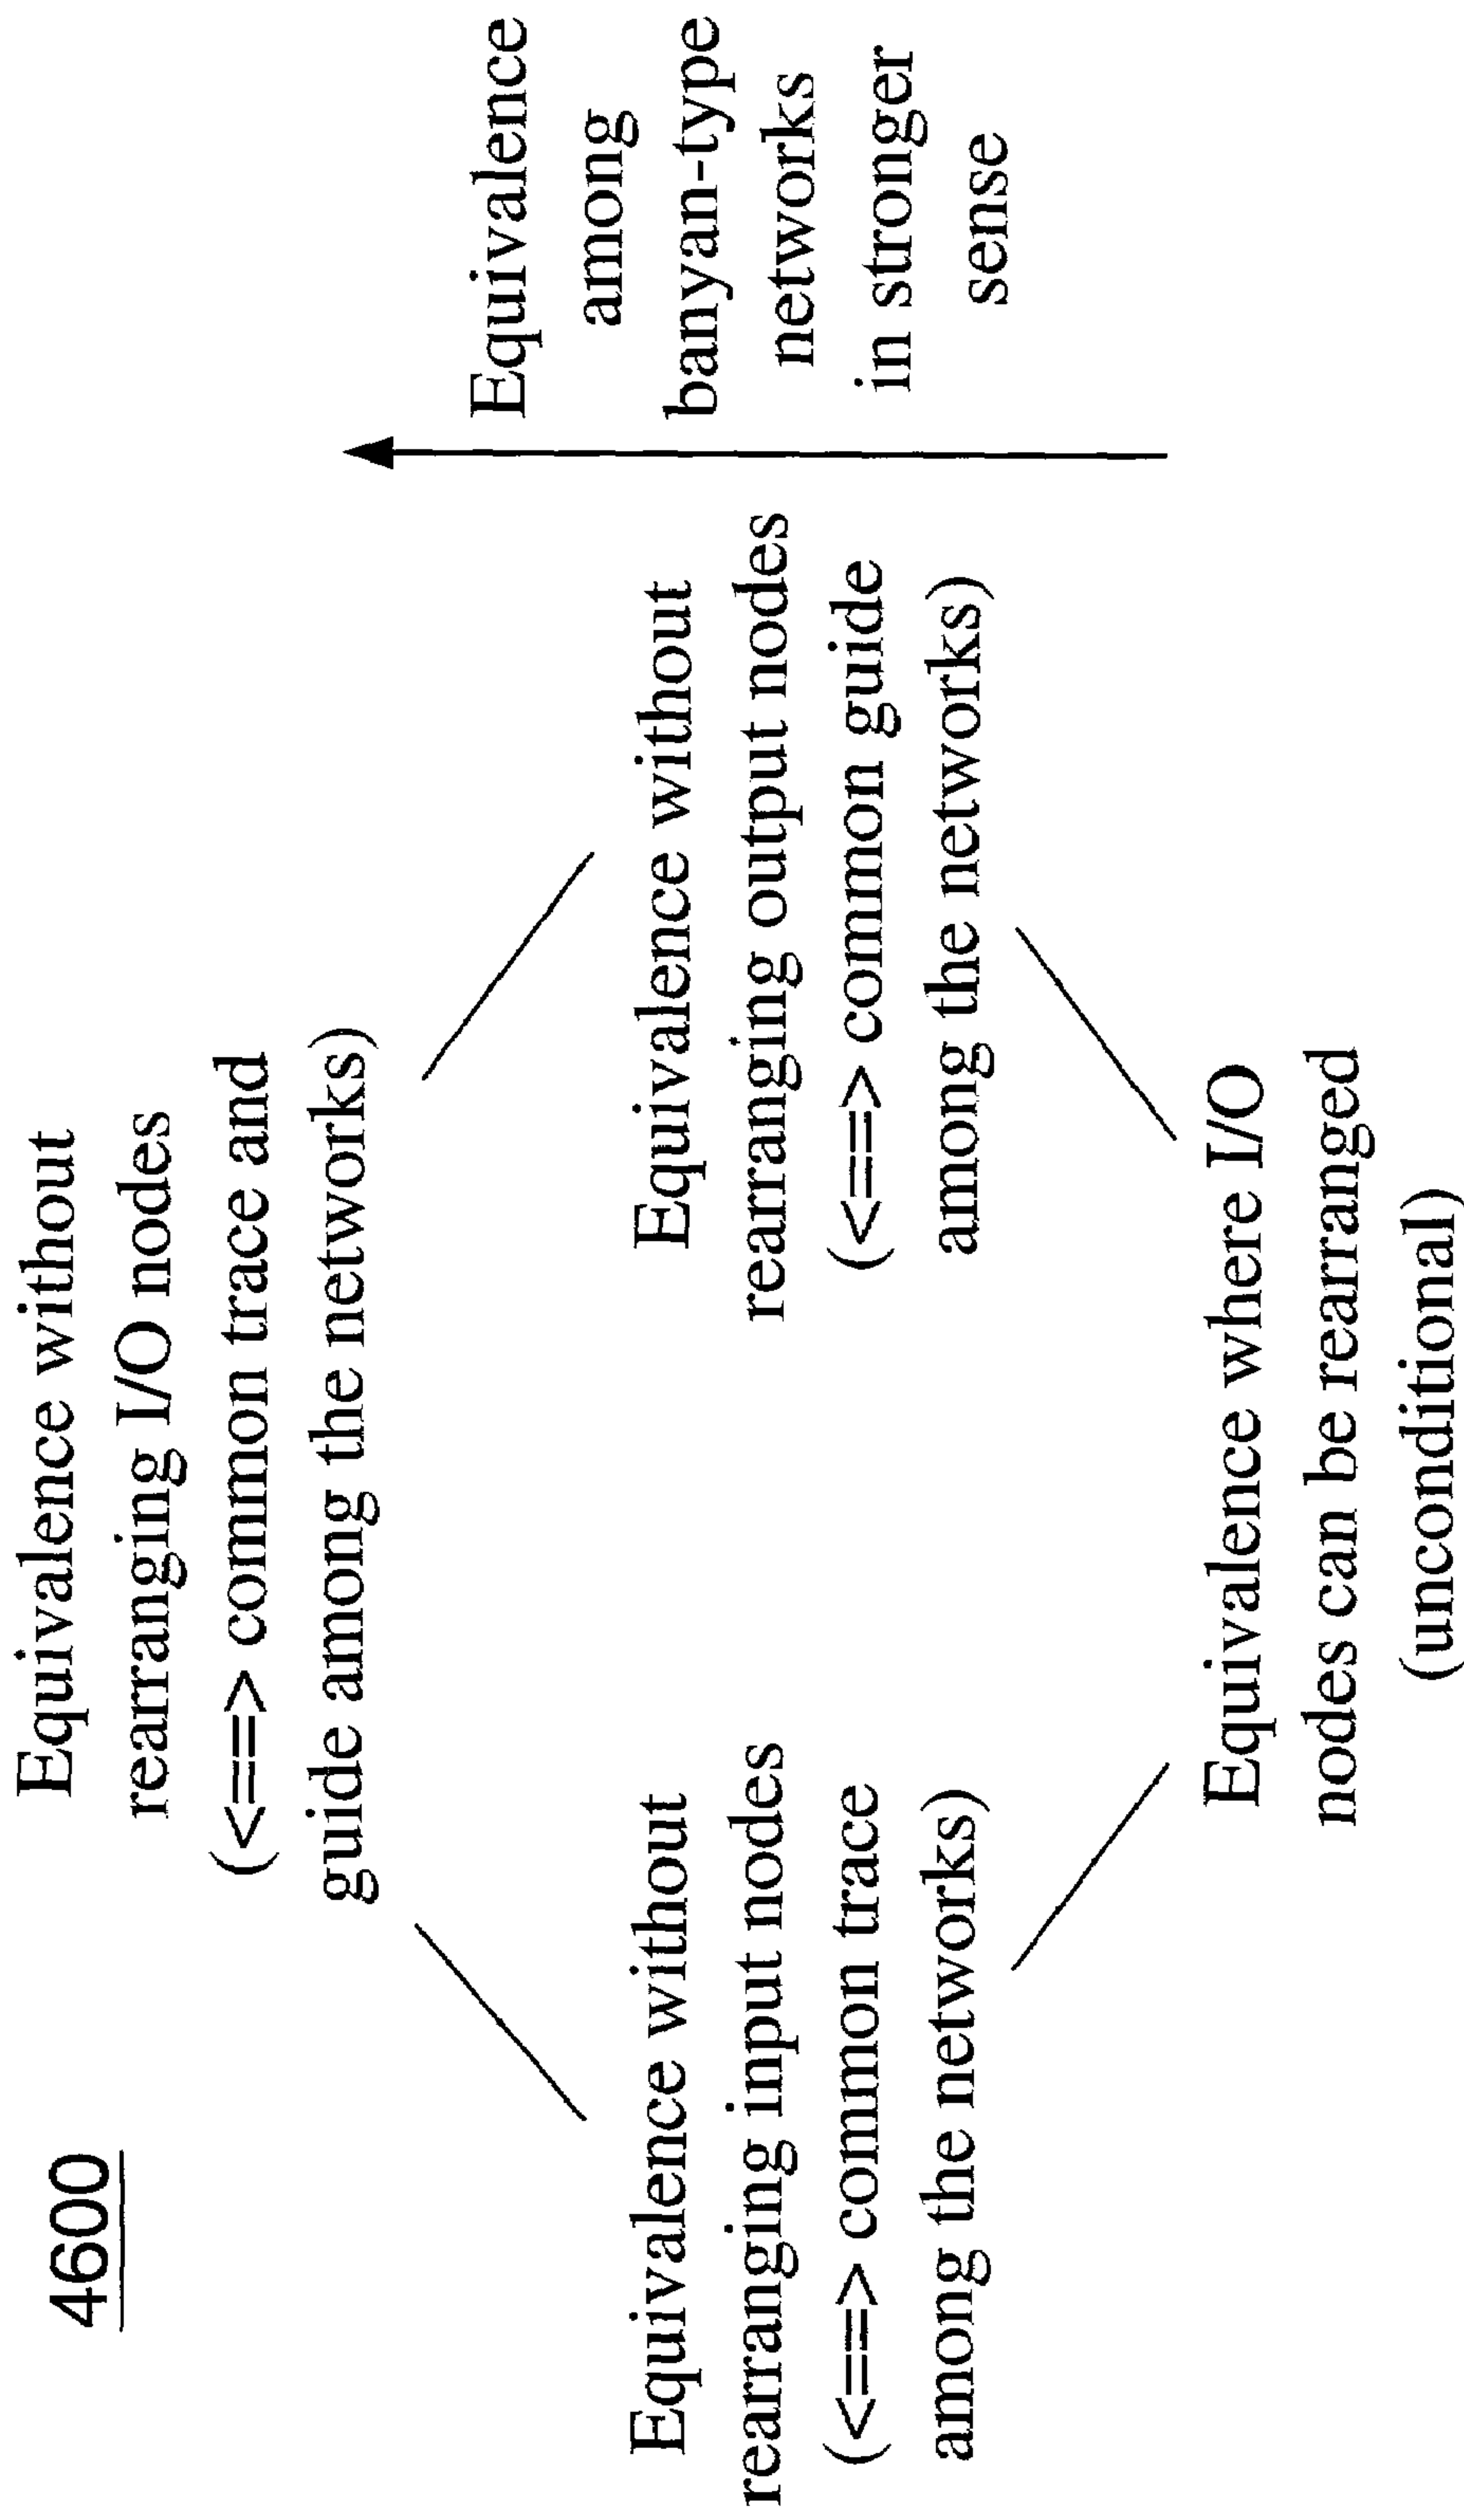 4600
Equivalence without
rearranging I/O nodes
(<==> common trace and
guide among the networks)
Equivalence without
rearranging input nodes
(<==> common trace
among the networks)
Equivalence without
rearranging output nodes
(<==> common guide
among the networks)
Equivalence where I/O
nodes can be rearranged
(unconditional)
Equivalence
among
banyan-type
networks
in stronger
sense